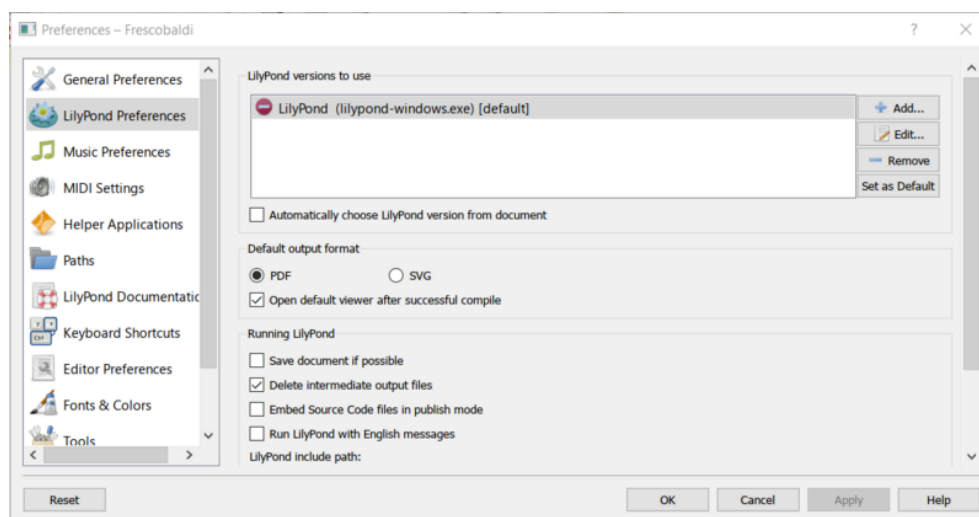 Preferences – Frescobaldi
?
General Preferences
LilyPond Preferences
Music Preferences
MIDI Settings
Helper Applications
Paths
LilyPond Documentatic
Keyboard Shortcuts
Editor Preferences
Fonts & Colors
Tools
LilyPond versions to use
LilyPond (lilypond-windows.exe) [default]
Add...
Edit...
Remove
Set as Default
Automatically choose LilyPond version from document
Default output format
PDF
SVG
Open default viewer after successful compile
Running LilyPond
Save document if possible
Delete intermediate output files
Embed Source Code files in publish mode
Run LilyPond with English messages
LilyPond include path:
Reset
OK
Cancel
Apply
Help